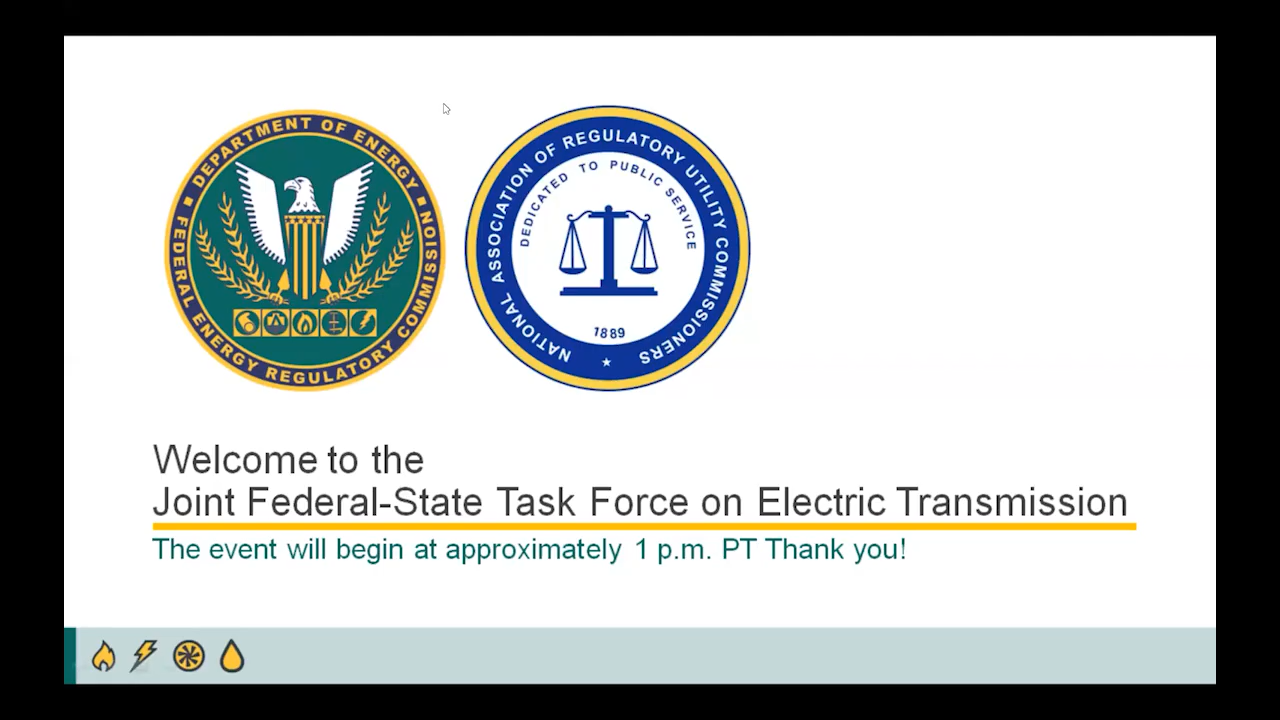 DEPARTMENT OF ENERGY
FEDERAL ENERGY REGULATORY COMMISSION
NATIONAL ASSOCIATION OF REGULATORY UTILITY COMMISSIONERS
DEDICATED TO PUBLIC SERVICE
1889
Welcome to the
Joint Federal-State Task Force on Electric Transmission
The event will begin at approximately 1 p.m. PT Thank you!